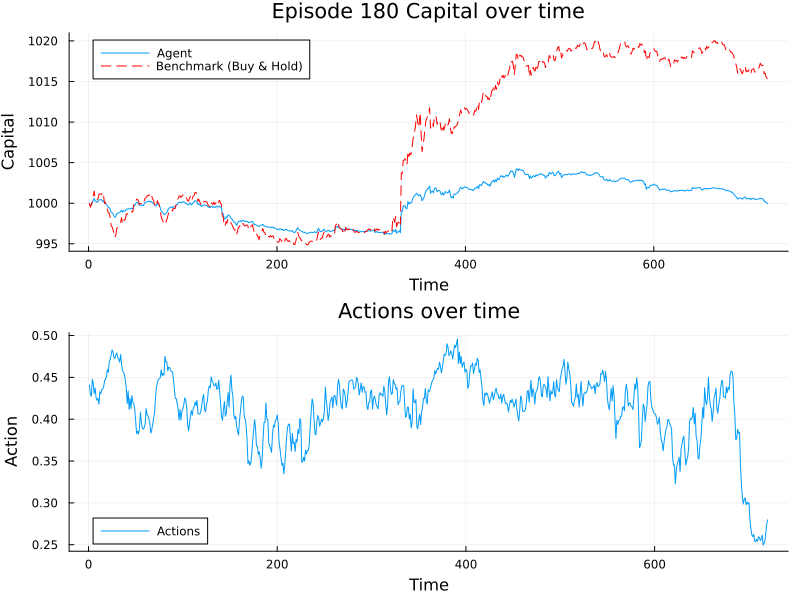 Episode 180 Capital over time
1020
1015
1010
1005
1000
995
Capital
Agent
Benchmark (Buy & Hold)
0
200
400
600
Time
Actions over time
0.50
0.45
0.40
0.35
0.30
0.25
Action
Actions
0
200
400
600
Time